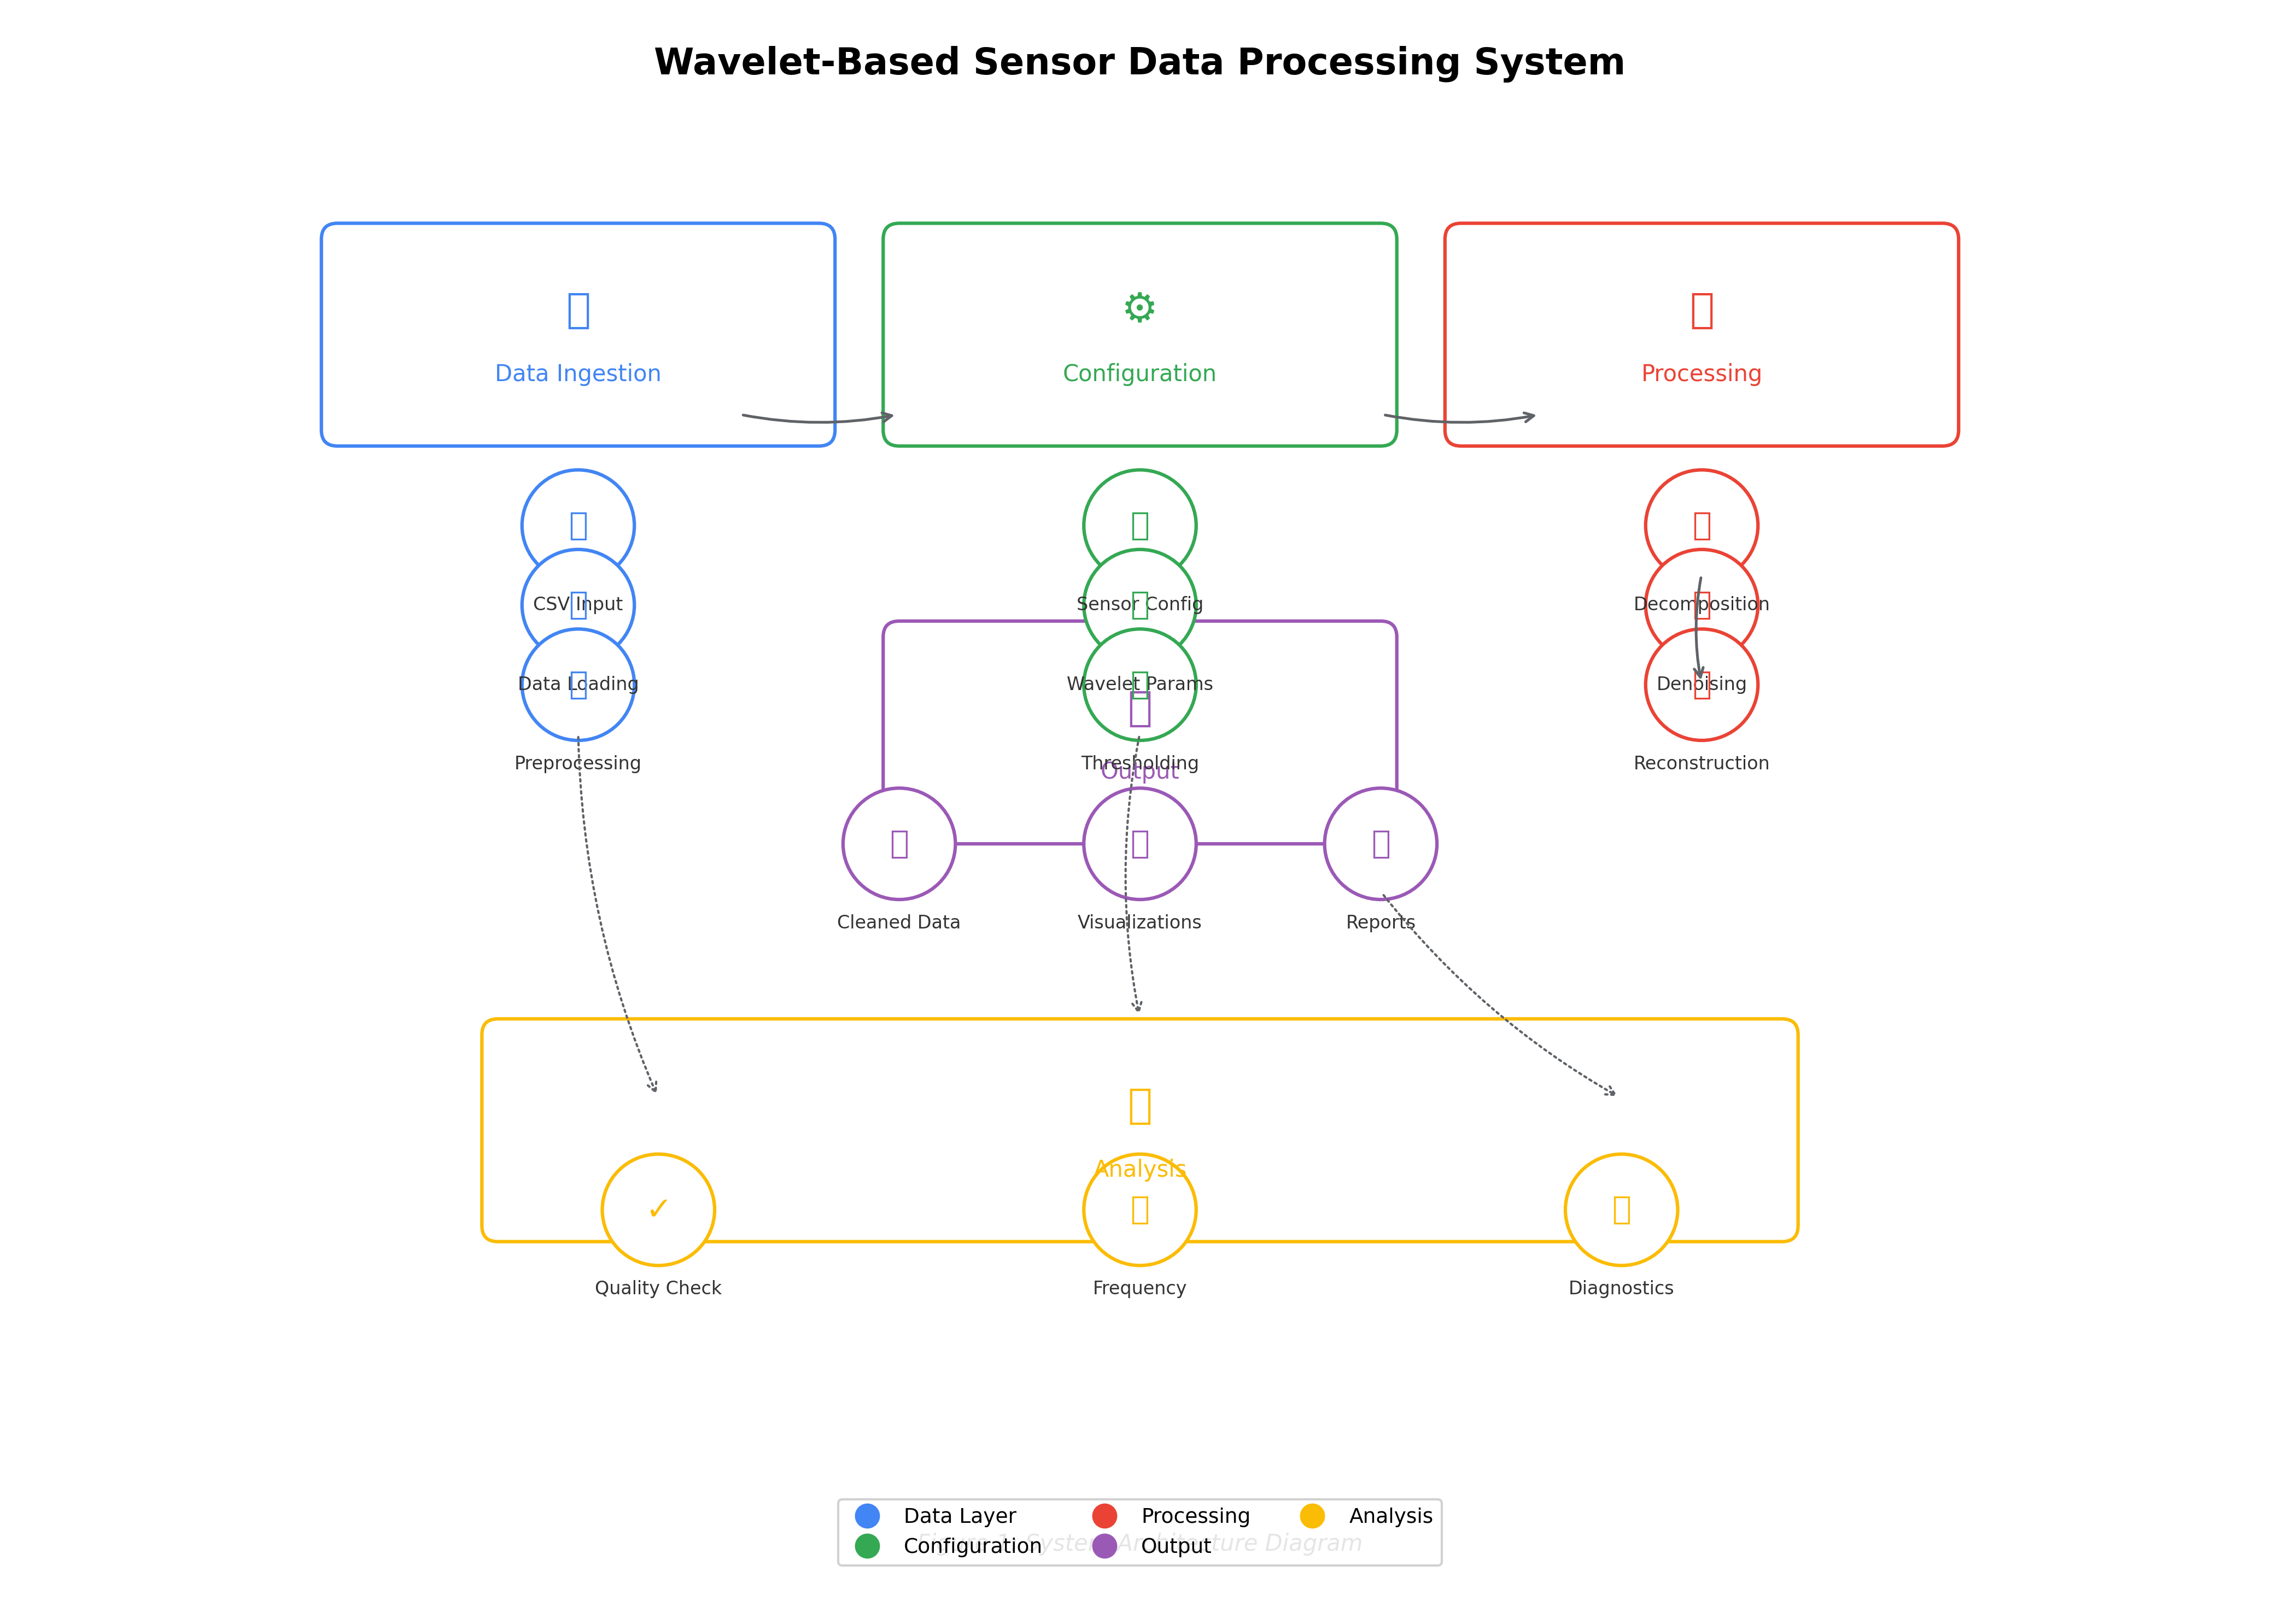 Wavelet-Based Sensor Data Processing System
Data Ingestion
Configuration
Processing
CSV Input
Sensor Config
Decomposition
Data Loading
Wavelet Params
Denoising
Preprocessing
Thresholding
Reconstruction
Output
Cleaned Data
Visualizations
Reports
Analysis
✓
Quality Check
Frequency
Diagnostics
Data Layer
Configuration
Processing
Output
Analysis
Figure 1: System Architecture Diagram